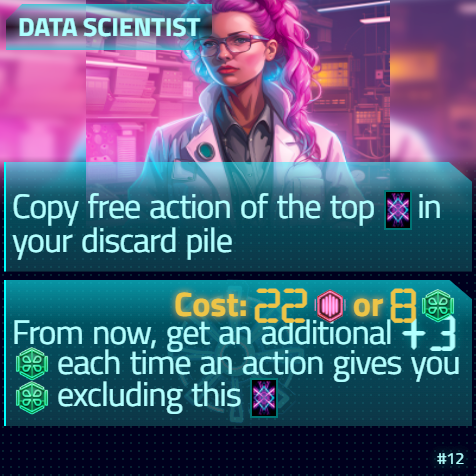 DATA SCIENTIST
Copy free action of the top in
your discard pile
Cost: 22 or 8
From now, get an additional +3
each time an action gives you
excluding this
#12